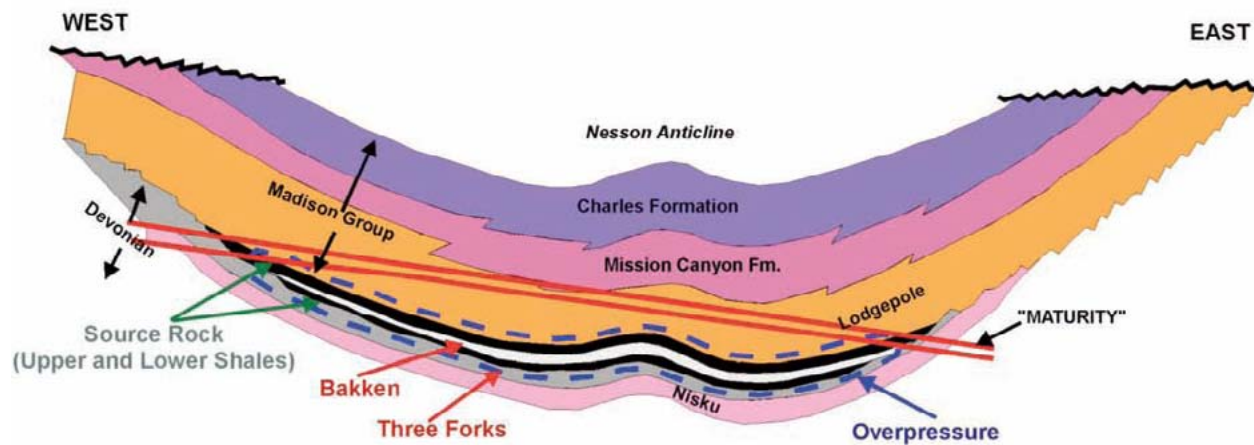 WEST
EAST
Nesson Anticline
Madison Group
Charles Formation
Devonian
Mission Canyon Fm.
Lodgepole
"MATURITY"
Source Rock
(Upper and Lower Shales)
Bakken
Nisku
Three Forks
Overpressure